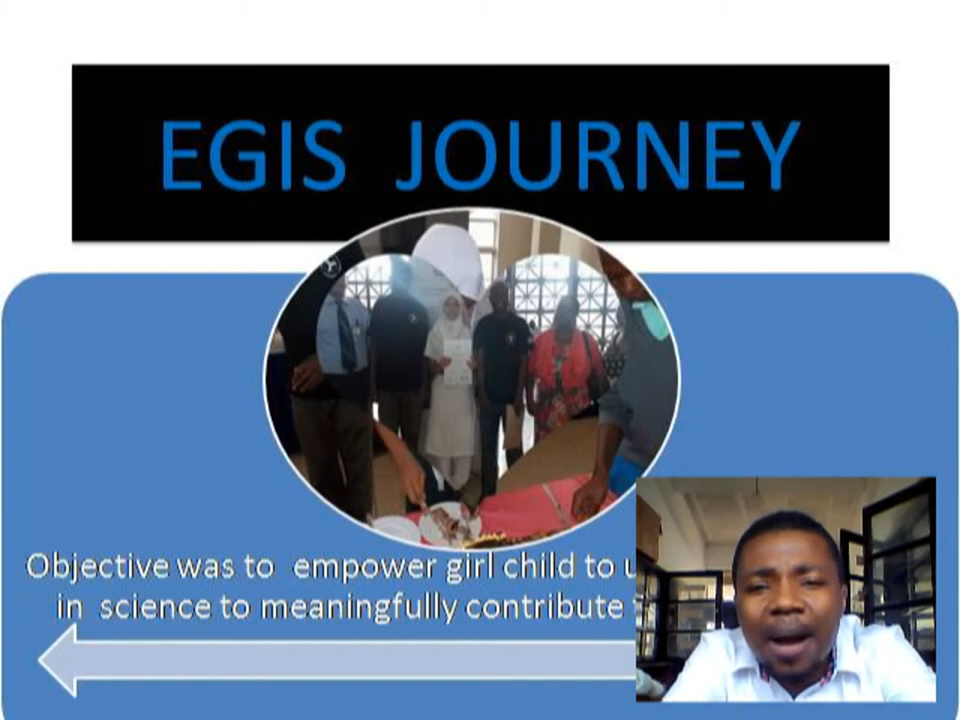 EGIS JOURNEY
Objective was to empower girl child to
in science to meaningfully contribute